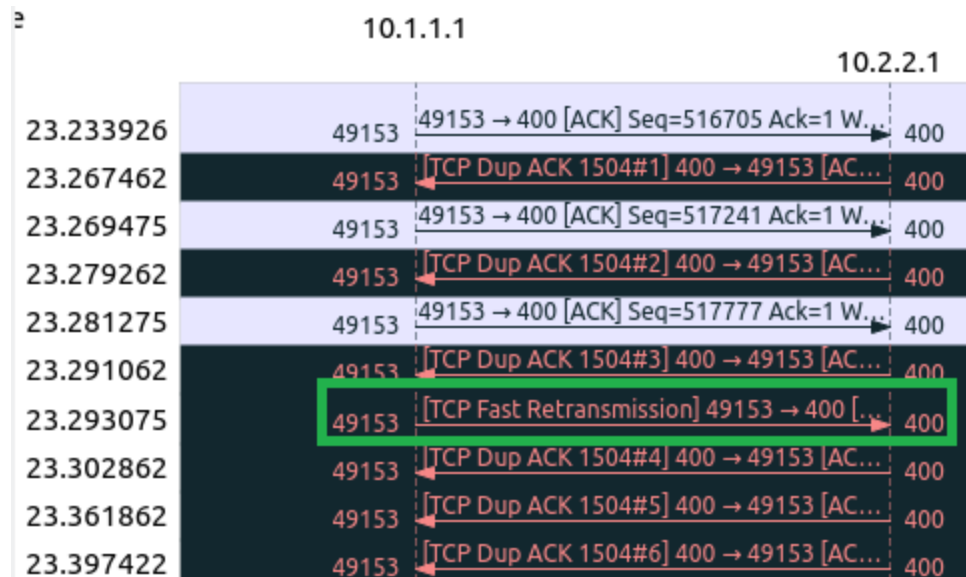 e
10.1.1.1
10.2.2.1
23.233926 49153 49153 → 400 [ACK] Seq=516705 Ack=1 W... 400
23.267462 49153 [TCP Dup ACK 1504#1] 400 → 49153 [AC... 400
23.269475 49153 49153 → 400 [ACK] Seq=517241 Ack=1 W... 400
23.279262 49153 [TCP Dup ACK 1504#2] 400 → 49153 [AC... 400
23.281275 49153 49153 → 400 [ACK] Seq=517777 Ack=1 W... 400
23.291062 49153 [TCP Dup ACK 1504#3] 400 → 49153 [AC... 400
23.293075 49153 [TCP Fast Retransmission] 49153 → 400 [... 400
23.302862 49153 [TCP Dup ACK 1504#4] 400 → 49153 [AC... 400
23.361862 49153 [TCP Dup ACK 1504#5] 400 → 49153 [AC... 400
23.397422 49153 [TCP Dup ACK 1504#6] 400 → 49153 [AC... 400